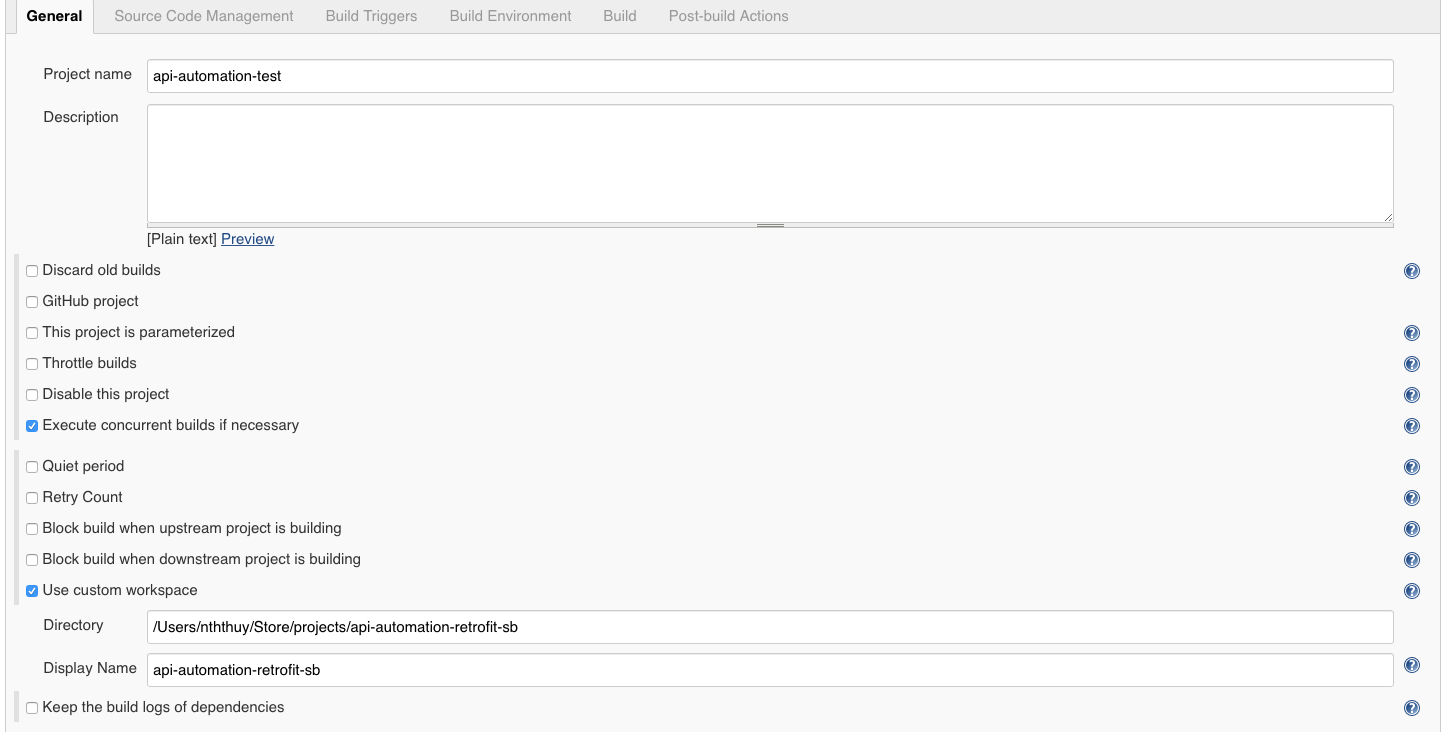 General Source Code Management Build Triggers Build Environment Build Post-build Actions
Project name api-automation-test
Description
[Plain text] Preview
Discard old builds ?
GitHub project
This project is parameterized ?
Throttle builds ?
Disable this project ?
Execute concurrent builds if necessary ?
Quiet period ?
Retry Count ?
Block build when upstream project is building ?
Block build when downstream project is building ?
Use custom workspace ?
Directory /Users/nththuy/Store/projects/api-automation-retrofit-sb
Display Name api-automation-retrofit-sb ?
Keep the build logs of dependencies ?